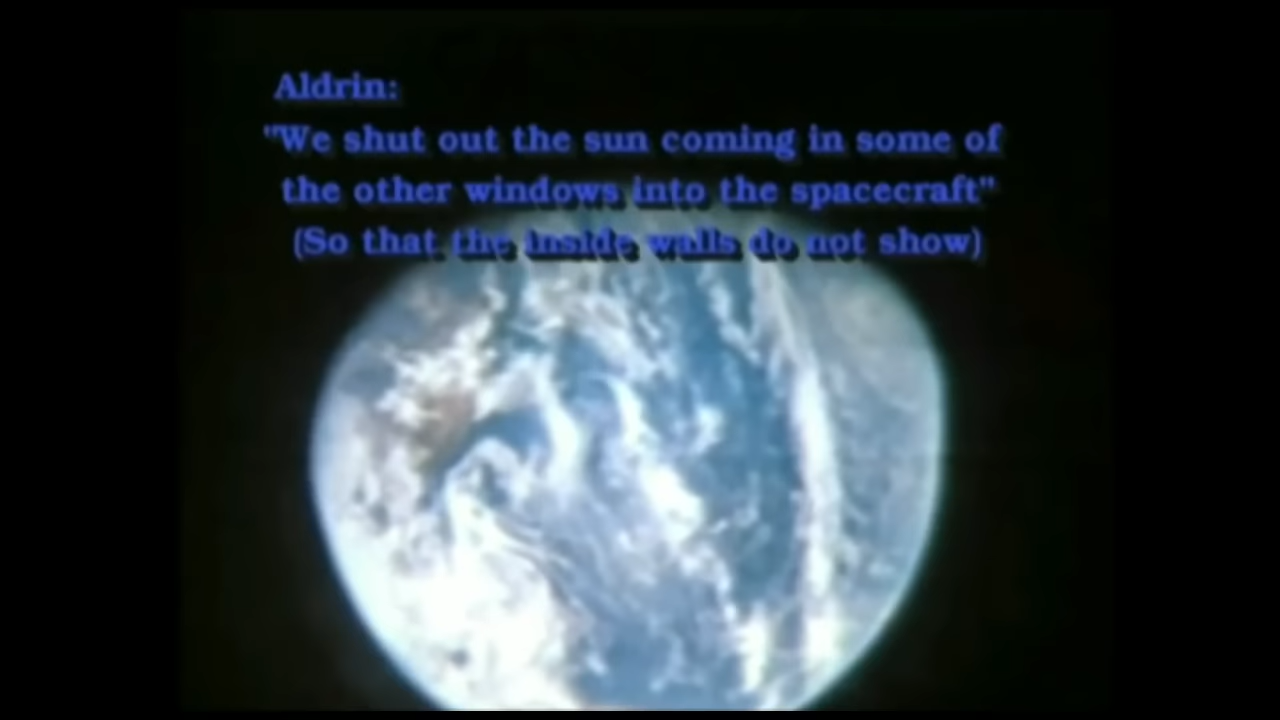 Aldrin:
"We shut out the sun coming in some of
the other windows into the spacecraft"
(So that the inside walls do not show)